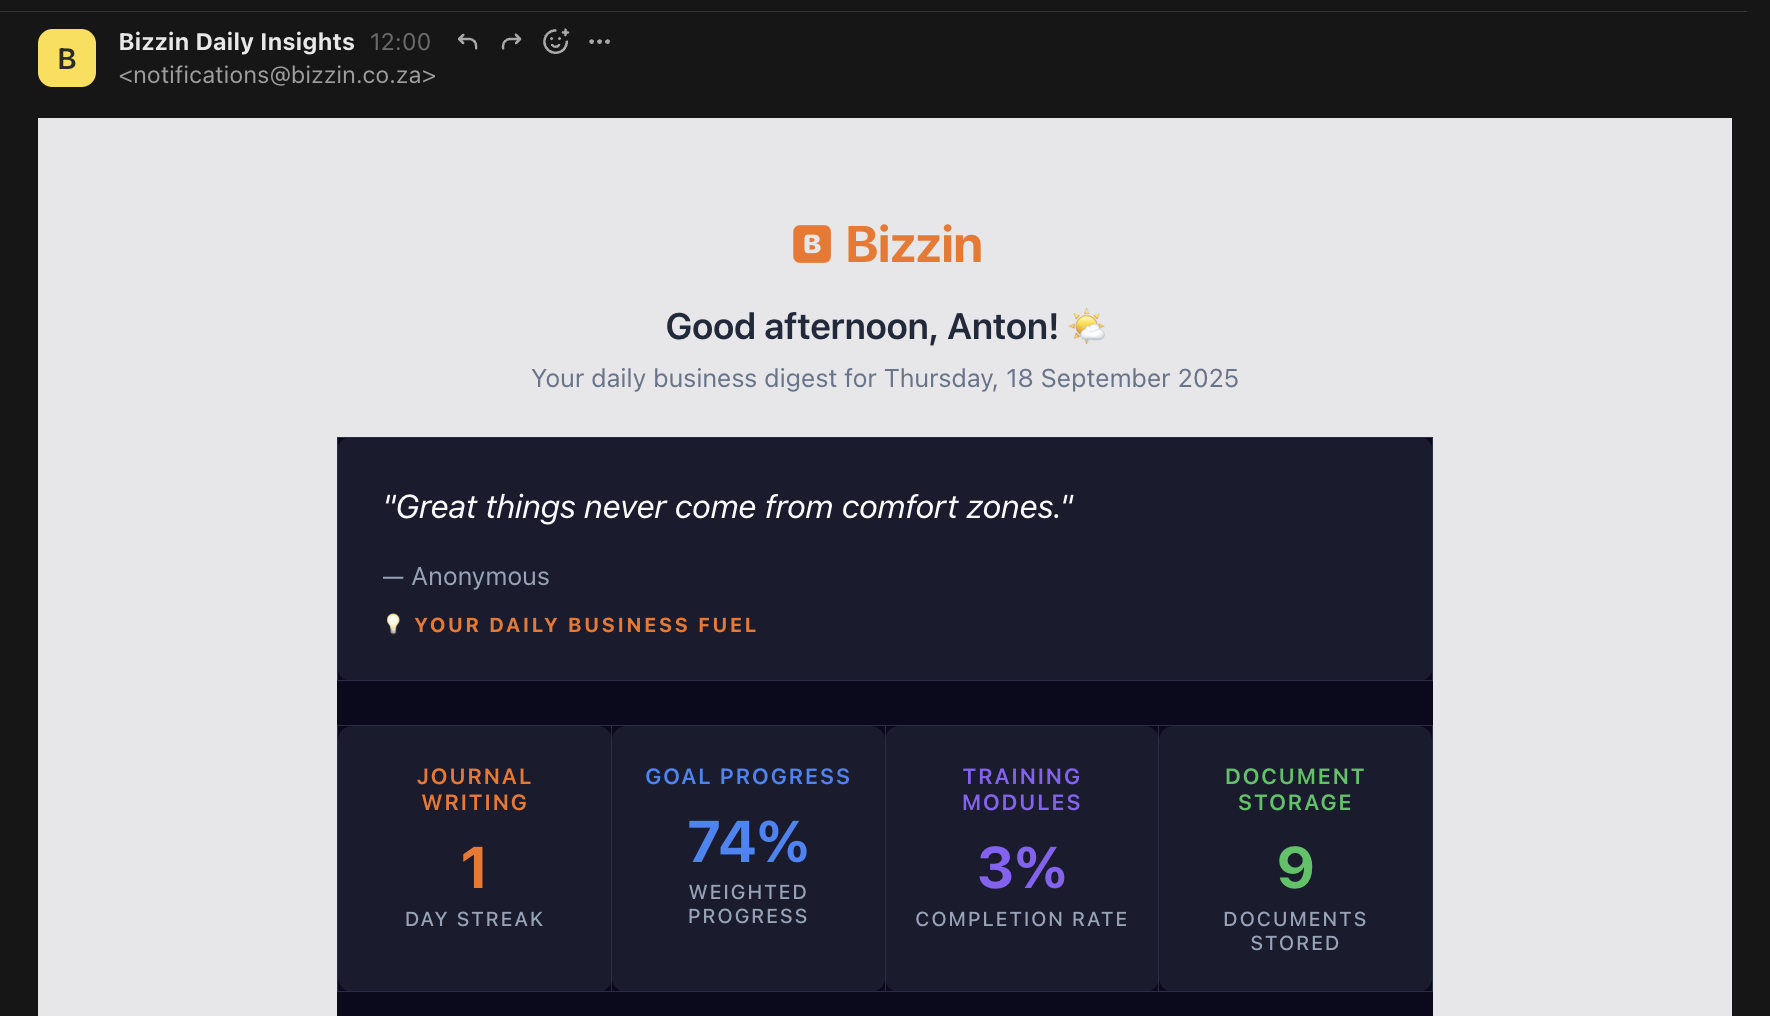 B
Bizzin Daily Insights 12:00
<notifications@bizzin.co.za>
B Bizzin
Good afternoon, Anton! 🌤️
Your daily business digest for Thursday, 18 September 2025
"Great things never come from comfort zones."
— Anonymous
💡 YOUR DAILY BUSINESS FUEL
JOURNAL
WRITING
1
DAY STREAK
GOAL PROGRESS
74%
WEIGHTED
PROGRESS
TRAINING
MODULES
3%
COMPLETION RATE
DOCUMENT
STORAGE
9
DOCUMENTS
STORED